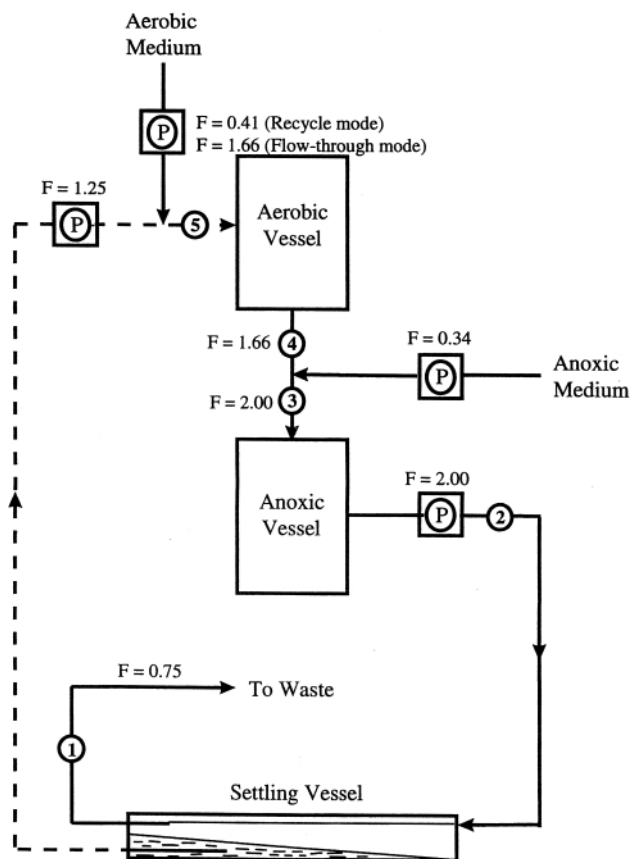 Aerobic
Medium
P
F = 0.41 (Recycle mode)
F = 1.66 (Flow-through mode)
F = 1.25
P
5
Aerobic
Vessel
F = 1.66
4
F = 0.34
P
Anoxic
Medium
F = 2.00
3
Anoxic
Vessel
F = 2.00
P
2
F = 0.75
To Waste
1
Settling Vessel